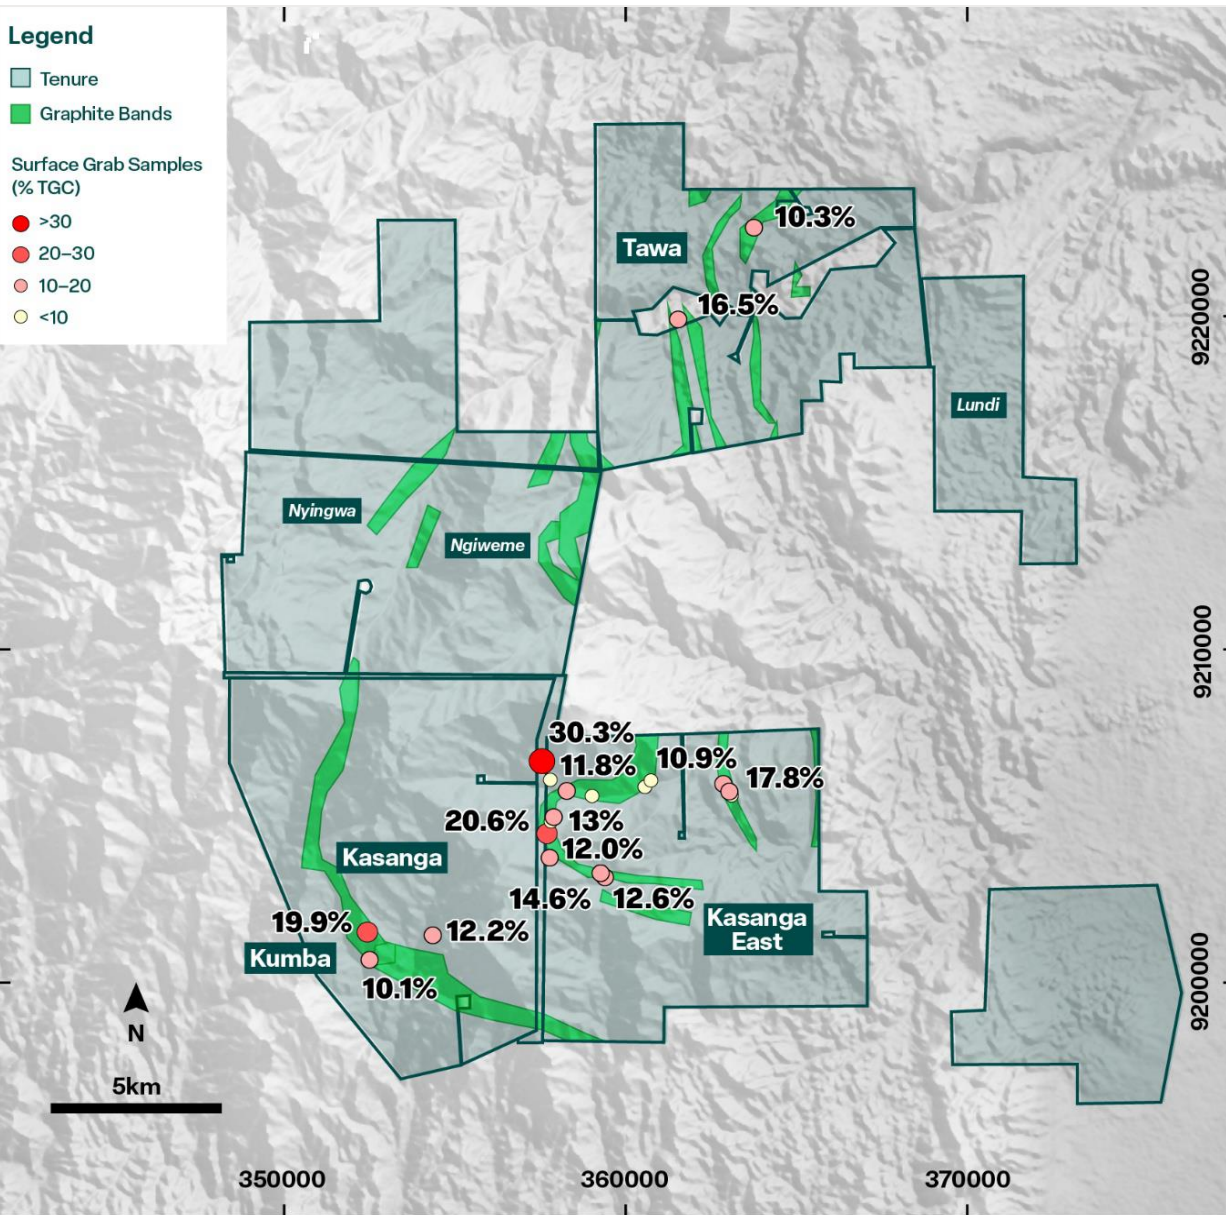 Legend
Tenure
Graphite Bands
Surface Grab Samples
(% TGC)
>30
20–30
10–20
<10
10.3%
Tawa
16.5%
9220000
Lundi
Nyingwa
Ngiweme
9210000
30.3%
11.8%
10.9%
17.8%
20.6%
13%
12.0%
Kasanga
14.6%
12.6%
19.9%
12.2%
Kasanga
East
Kumba
10.1%
9200000
N
5km
350000
360000
370000